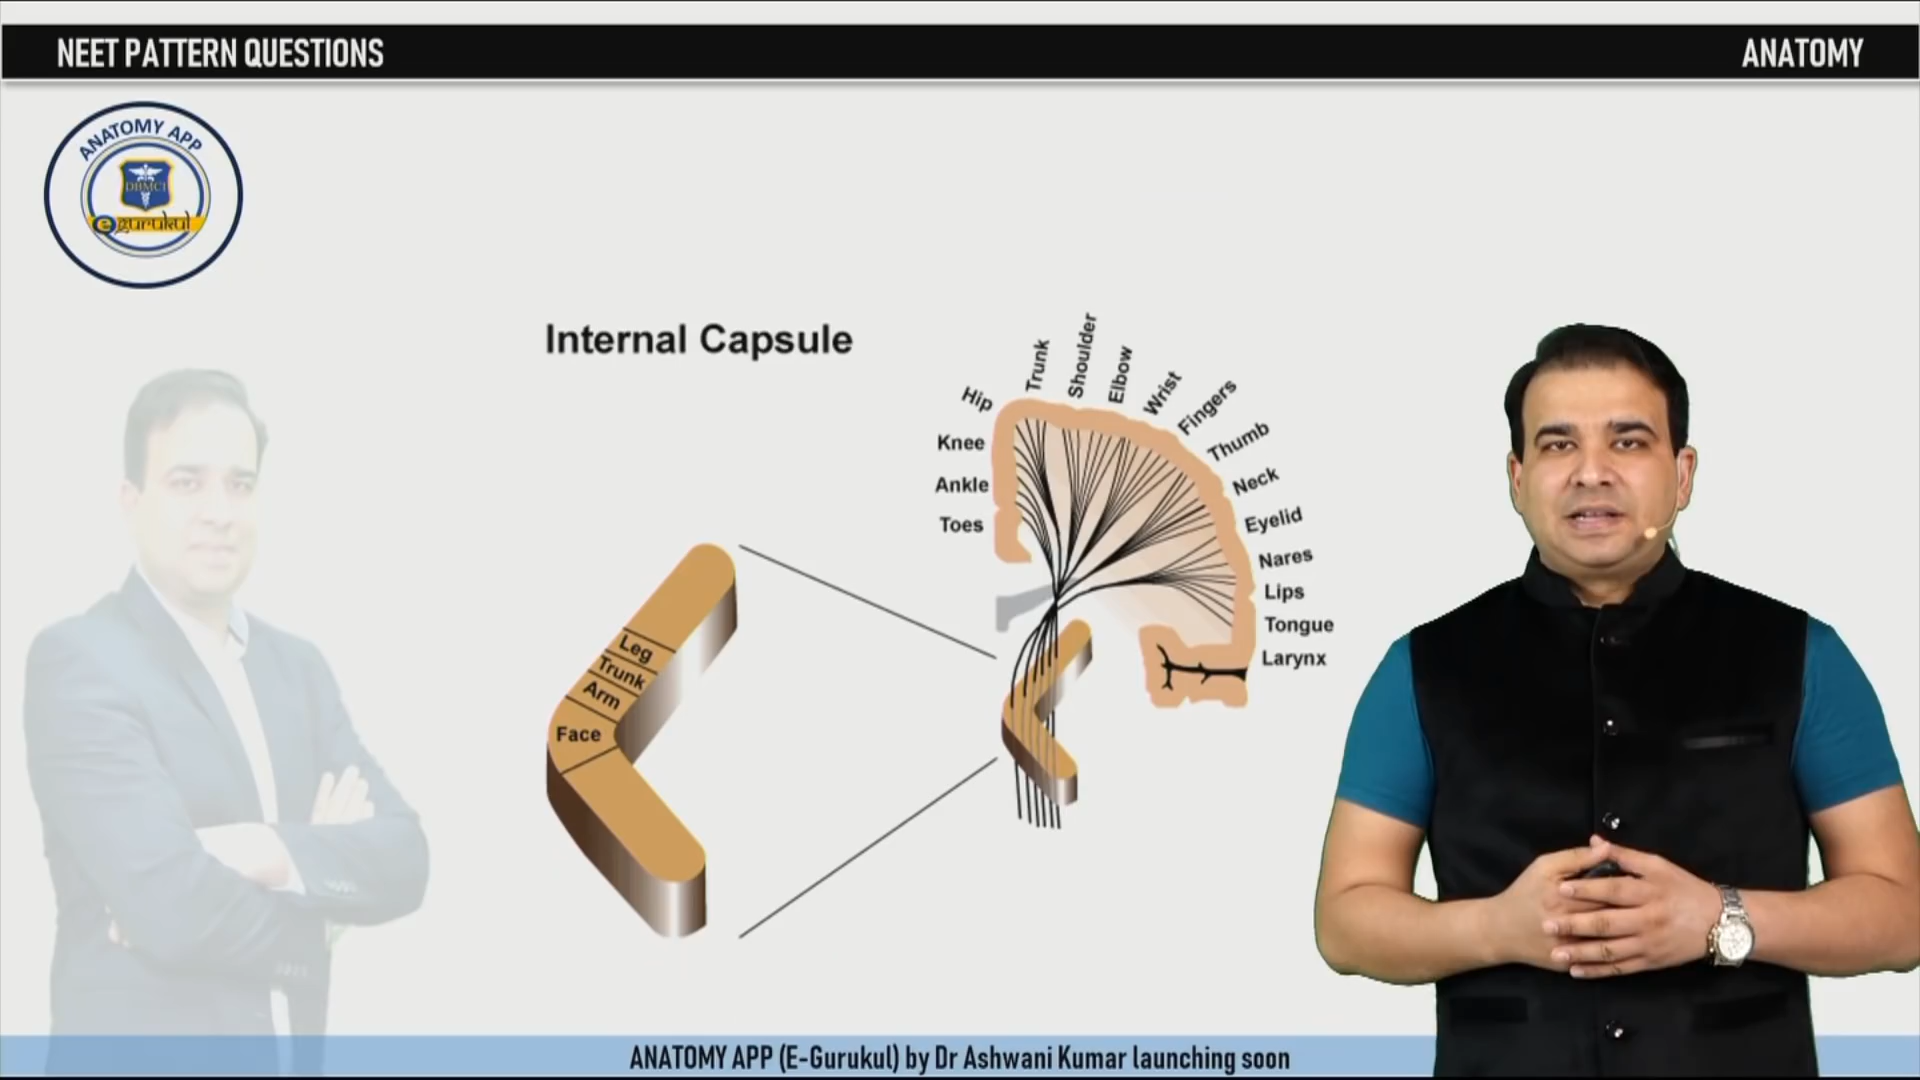 NEET PATTERN QUESTIONS
ANATOMY
ANATOMY APP
DBMCI
egurukul
Internal Capsule
Hip
Trunk
Shoulder
Elbow
Wrist
Fingers
Thumb
Neck
Eyelid
Nares
Lips
Tongue
Larynx
Knee
Ankle
Toes
Leg
Trunk
Arm
Face
ANATOMY APP (E-Gurukul) by Dr Ashwani Kumar launching soon